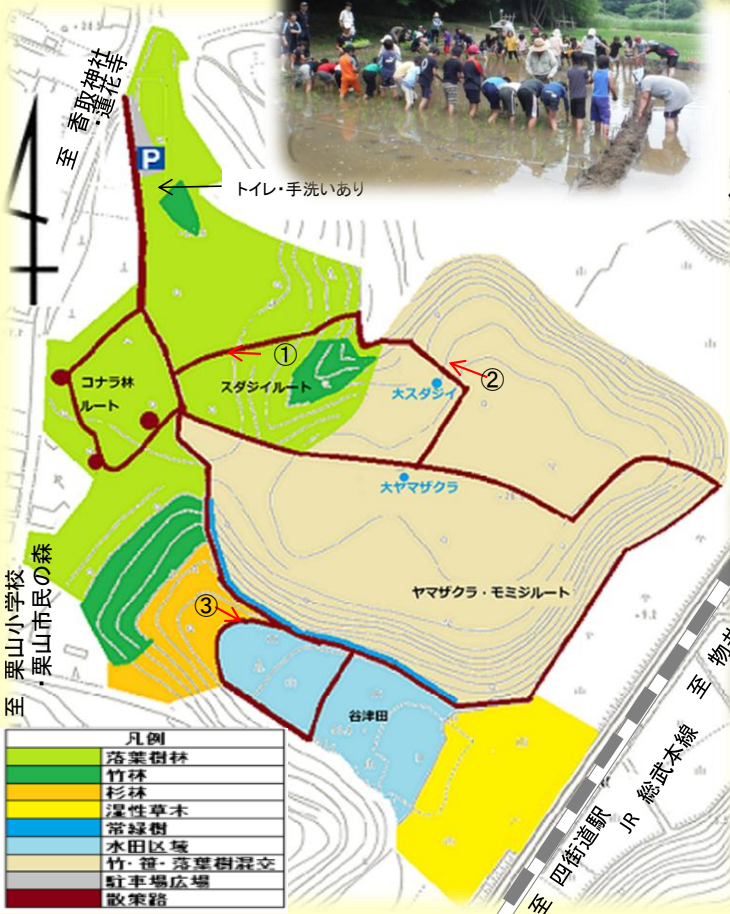 至 香取神社
・蓮花寺
P
トイレ・手洗いあり
①
スダジイルート
コナラ林
ルート
②
大スダジイ
大ヤマザクラ
ヤマザクラ・モミジルート
③
谷津田
至 栗山小学校
・栗山市民の森
至 物井
JR 総武本線
至 四街道駅
凡例
落葉樹林
竹林
杉林
湿性草木
常緑樹
水田区域
竹・笹・落葉樹混交
駐車場広場
散策路